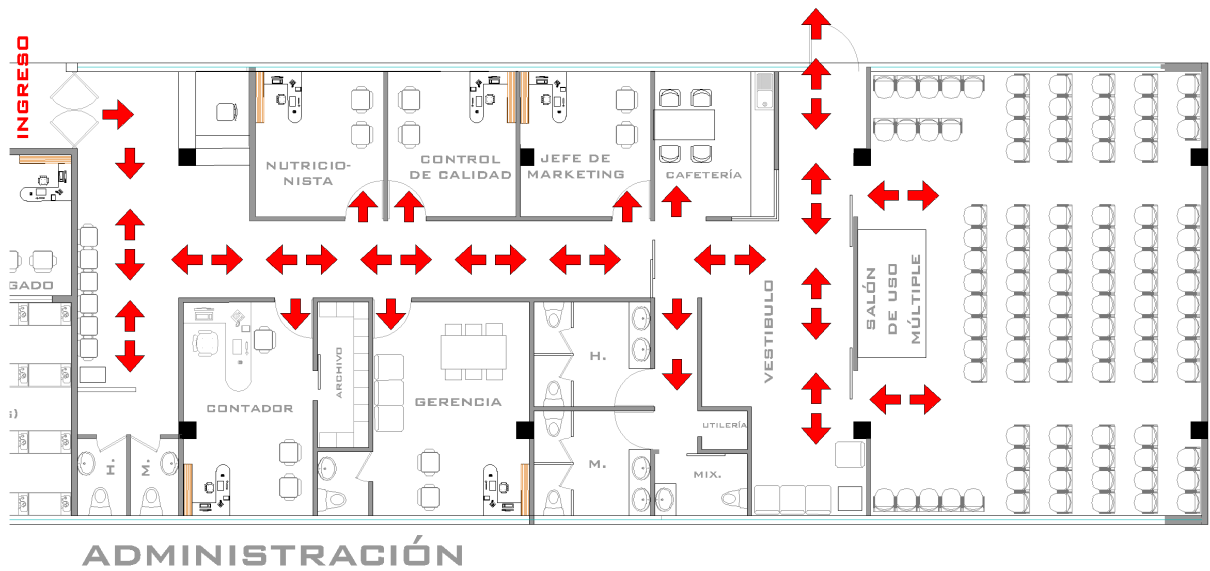 INGRESO
NUTRICIO-
NISTA
CONTROL
DE CALIDAD
JEFE DE
MARKETING
CAFETERÍA
GADO
SALÓN
DE USO
MÚLTIPLE
VESTIBULO
ARCHIVO
CONTADOR
GERENCIA
H.
UTILERÍA
S)
H.
M.
M.
MIX.
ADMINISTRACIÓN